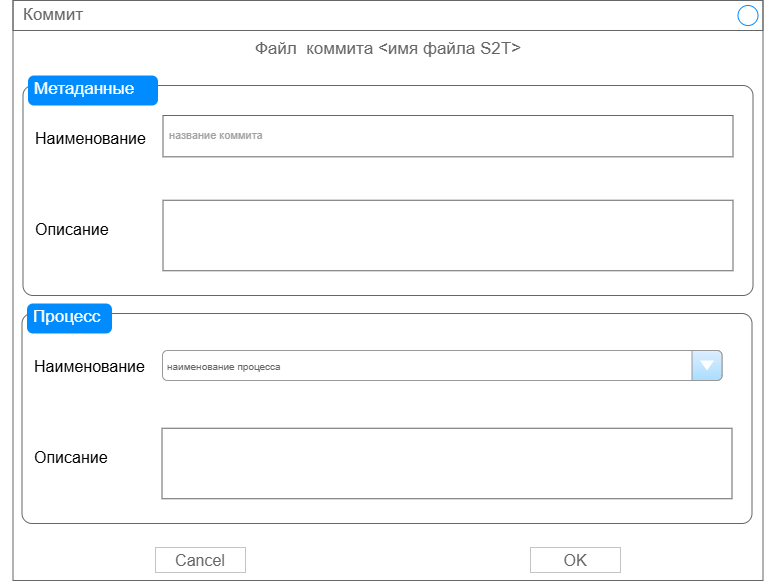 Коммит
Файл коммита <имя файла S2T>
Метаданные
Наименование
название коммита
Описание
Процесс
Наименование
наименование процесса
Описание
Cancel
OK